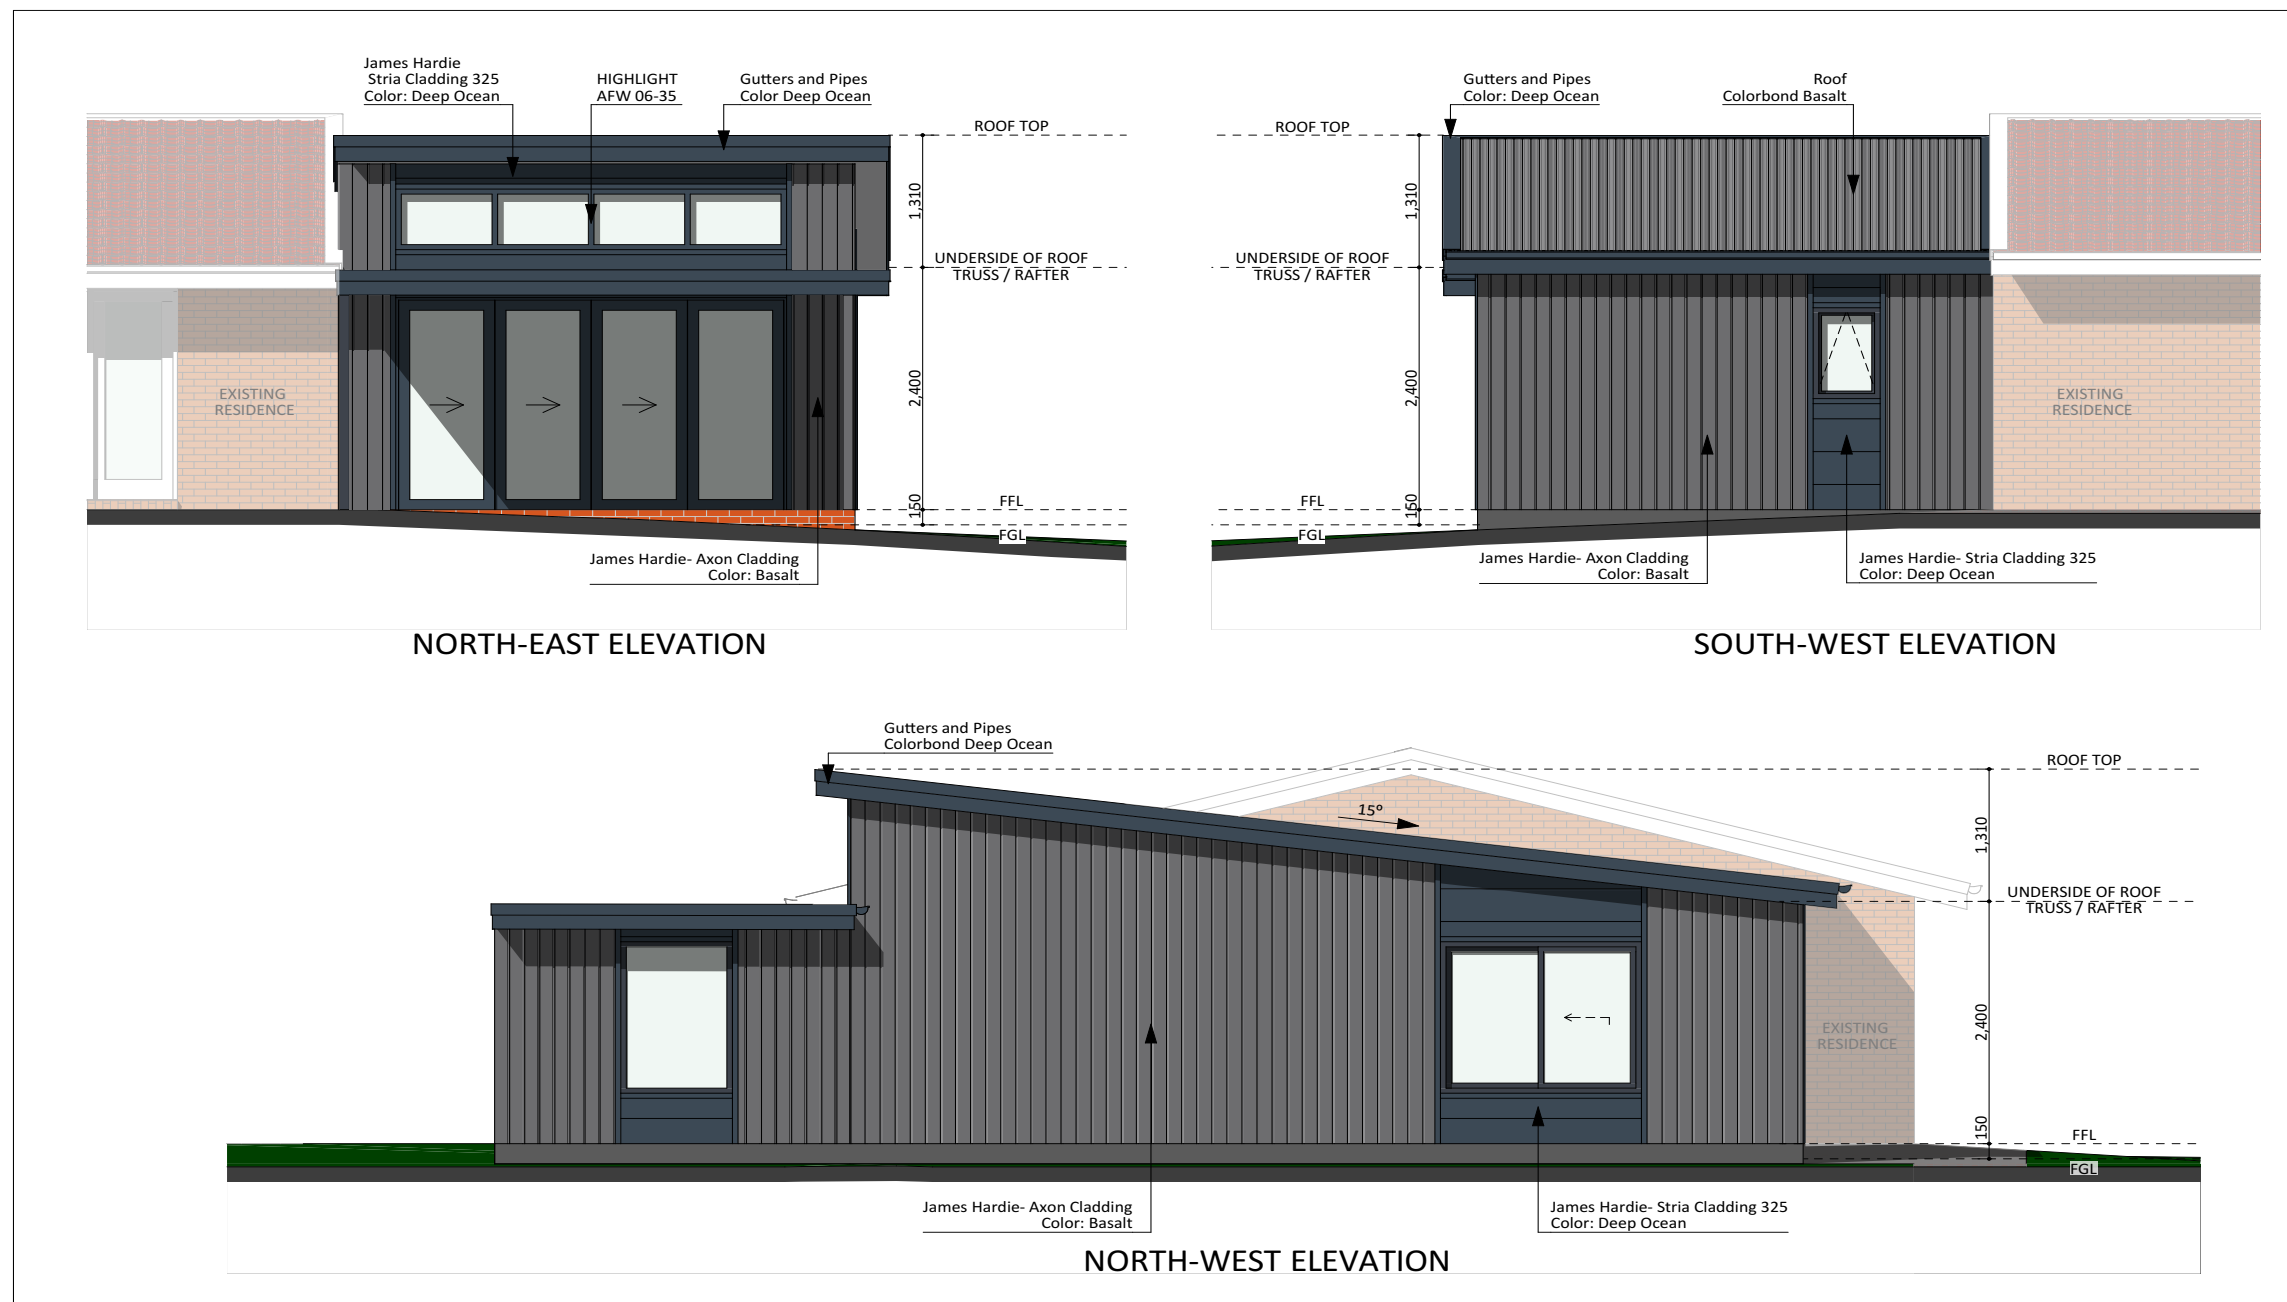 James Hardie
Stria Cladding 325
Color: Deep Ocean
HIGHLIGHT
AFW 06-35
Gutters and Pipes
Color Deep Ocean
ROOF TOP
1,310
UNDERSIDE OF ROOF
TRUSS / RAFTER
2,400
EXISTING
RESIDENCE
150
FFL
FGL
James Hardie- Axon Cladding
Color: Basalt
NORTH-EAST ELEVATION
Gutters and Pipes
Color: Deep Ocean
Roof
Colorbond Basalt
ROOF TOP
1,310
UNDERSIDE OF ROOF
TRUSS / RAFTER
2,400
EXISTING
RESIDENCE
150
FFL
FGL
James Hardie- Axon Cladding
Color: Basalt
James Hardie- Stria Cladding 325
Color: Deep Ocean
SOUTH-WEST ELEVATION
Gutters and Pipes
Colorbond Deep Ocean
ROOF TOP
15º
1,310
UNDERSIDE OF ROOF
TRUSS / RAFTER
2,400
EXISTING
RESIDENCE
150
FFL
FGL
James Hardie- Axon Cladding
Color: Basalt
James Hardie- Stria Cladding 325
Color: Deep Ocean
NORTH-WEST ELEVATION